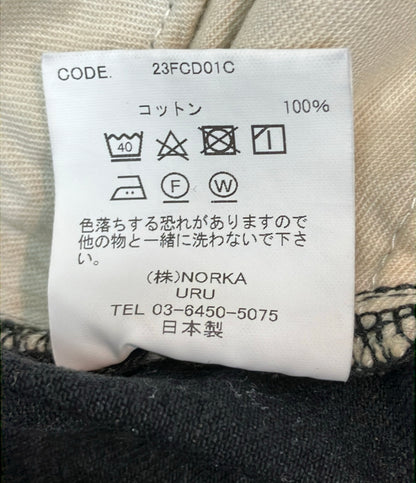 CODE. 23FCD01C
コットン 100%
40
F W
色落ちする恐れがありますので
他の物と一緒に洗わないで下さ
い。
(株)NORKA
URU
TEL 03-6450-5075
日本製